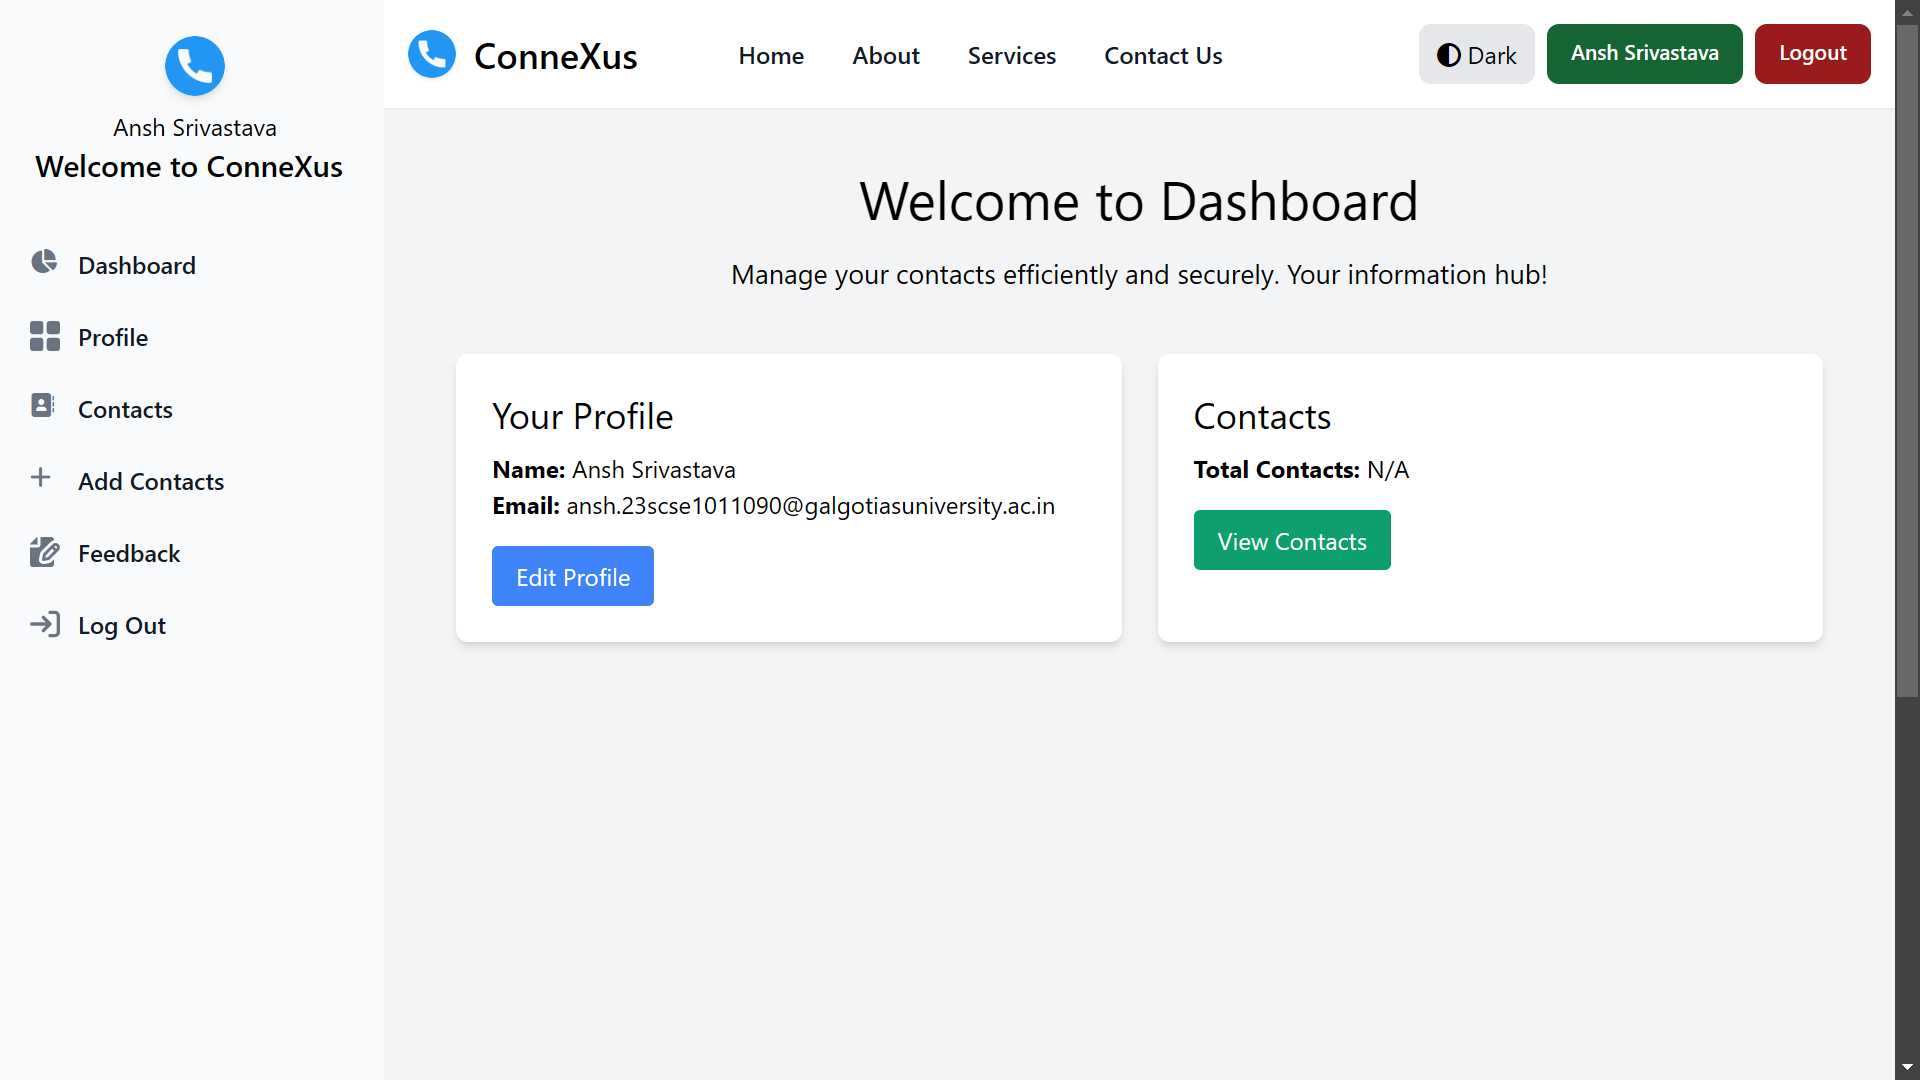 Ansh Srivastava
Welcome to ConneXus
Dashboard
Profile
Contacts
Add Contacts
Feedback
Log Out
ConneXus
Home
About
Services
Contact Us
Dark
Ansh Srivastava
Logout
Welcome to Dashboard
Manage your contacts efficiently and securely. Your information hub!
Your Profile
Name: Ansh Srivastava
Email: ansh.23scse1011090@galgotiasuniversity.ac.in
Edit Profile
Contacts
Total Contacts: N/A
View Contacts